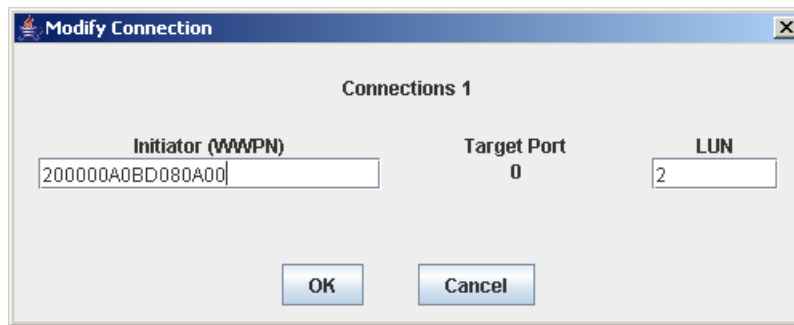 Modify Connection
Connections 1
Initiator (WWPN) Target Port LUN
200000A0BD080A00 0 2
OK Cancel